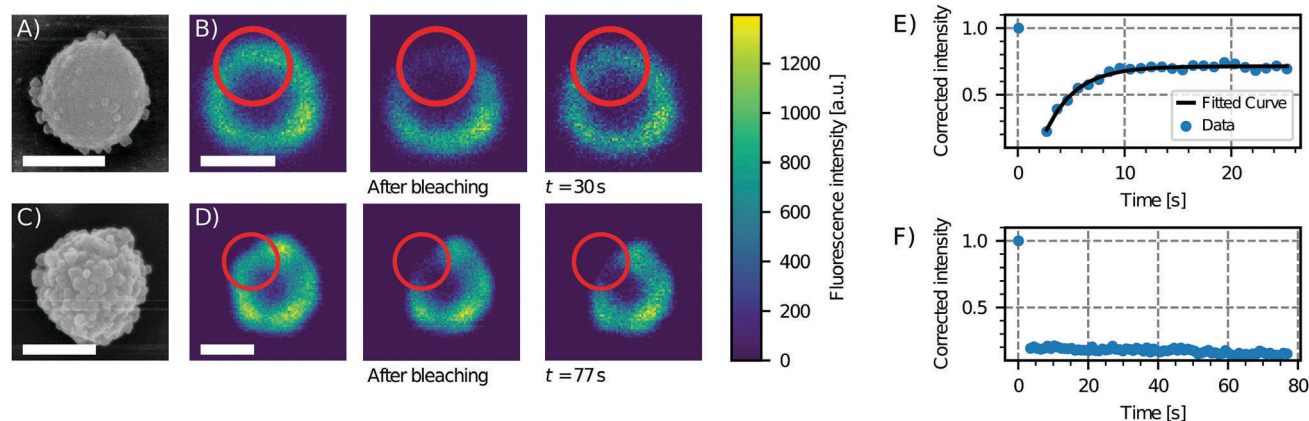 A)
B)
After bleaching
t = 30 s
C)
D)
After bleaching
t = 77 s
1200
1000
800
600
400
200
0
Fluorescence intensity [a.u.]
E)
Corrected intensity
1.0
0.5
Fitted Curve
Data
0 10 20
Time [s]
F)
Corrected intensity
1.0
0.5
0 20 40 60 80
Time [s]